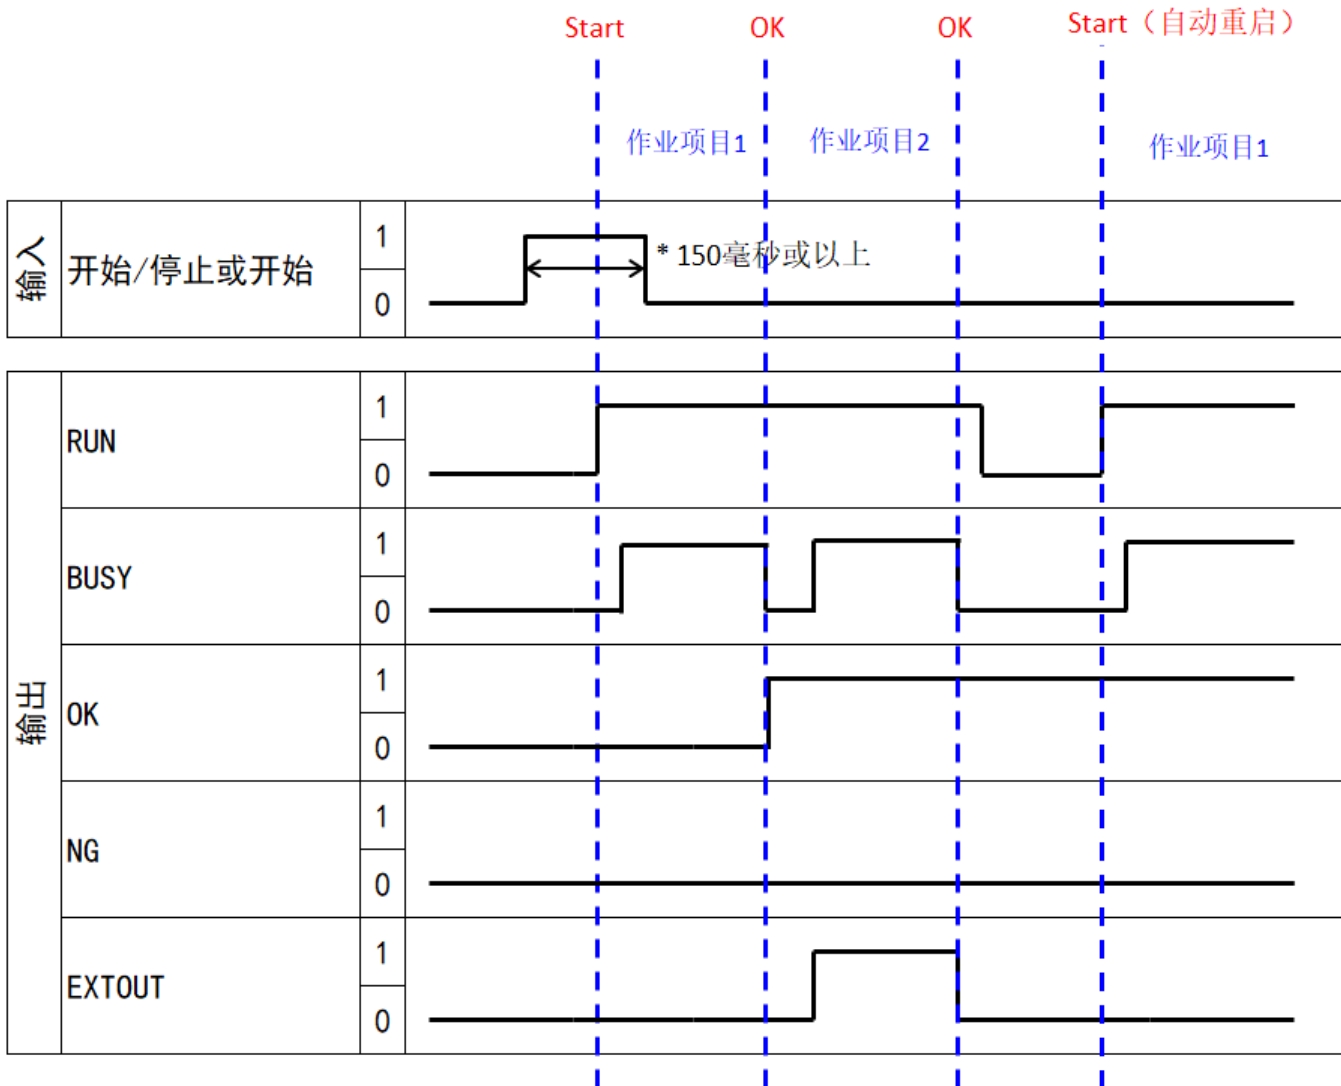 Start OK OK Start（自动重启）
作业项目1 作业项目2 作业项目1
输入 开始/停止或开始 1 * 150毫秒或以上
0
输出
RUN 1
0
BUSY 1
0
OK 1
0
NG 1
0
EXTOUT 1
0